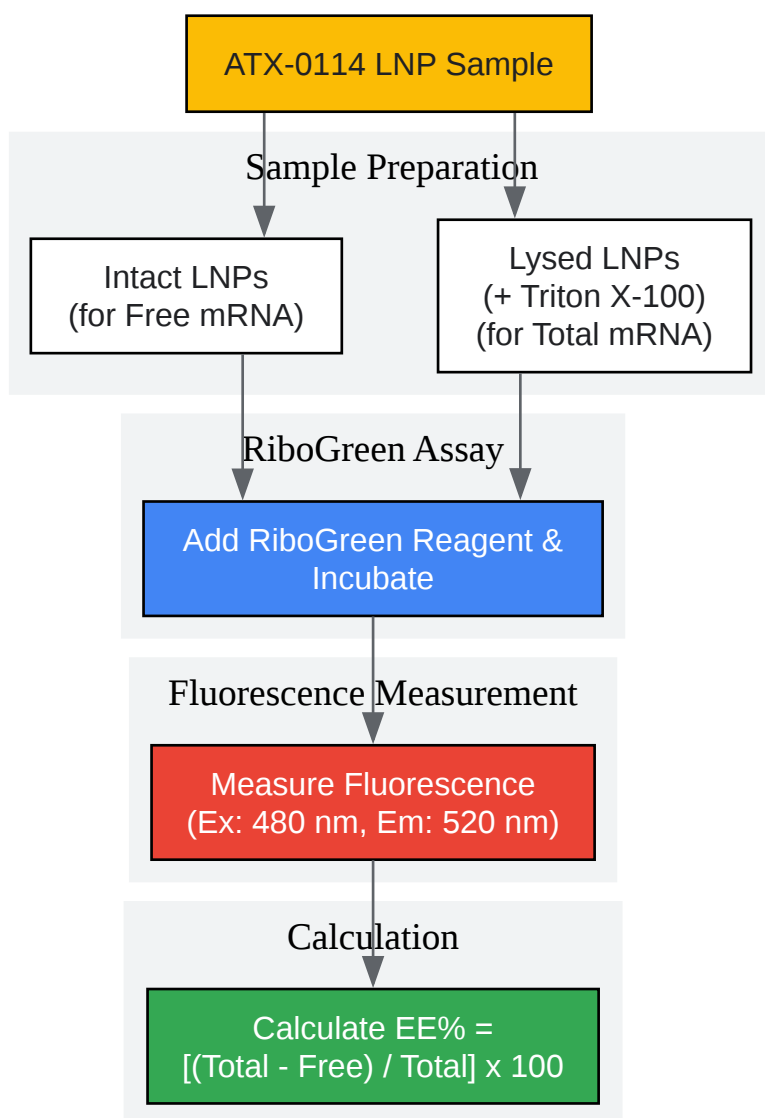 ATX-0114 LNP Sample
Sample Preparation
Intact LNPs
(for Free mRNA)
Lysed LNPs
(+ Triton X-100)
(for Total mRNA)
RiboGreen Assay
Add RiboGreen Reagent &
Incubate
Fluorescence Measurement
Measure Fluorescence
(Ex: 480 nm, Em: 520 nm)
Calculation
Calculate EE% =
[(Total - Free) / Total] x 100